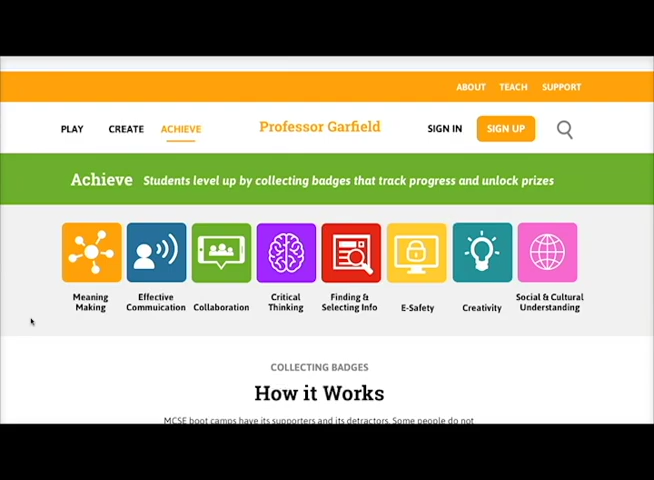 ABOUT TEACH SUPPORT
PLAY CREATE ACHIEVE Professor Garfield SIGN IN SIGN UP
Achieve Students level up by collecting badges that track progress and unlock prizes
Meaning Making
Effective Commuication
Collaboration
Critical Thinking
Finding & Selecting Info
E-Safety
Creativity
Social & Cultural Understanding
COLLECTING BADGES
How it Works
MCSE boot camps have its supporters and its detractors. Some people do not